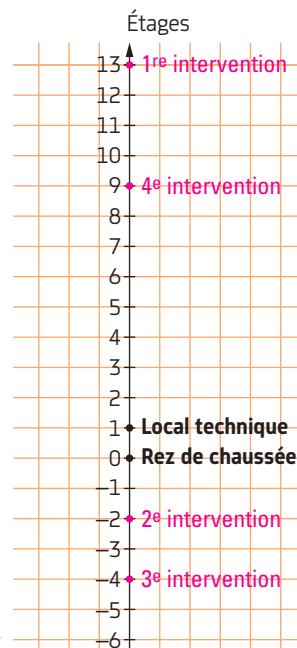 Étages
13 1re intervention
12
11
10
9 4e intervention
8
7
6
5
4
3
2
1 Local technique
0 Rez de chaussée
−1
−2 2e intervention
−3
−4 3e intervention
−5
−6